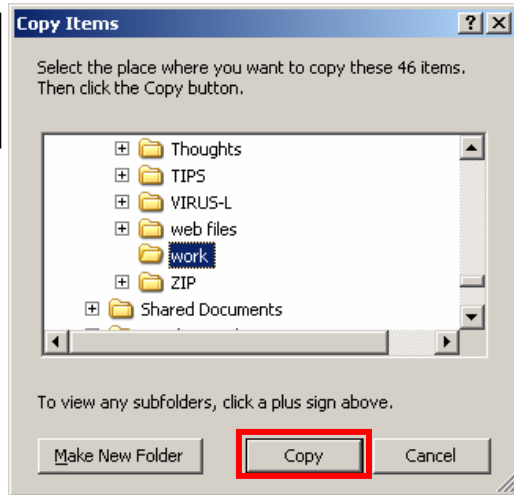 Copy Items
Select the place where you want to copy these 46 items.
Then click the Copy button.
Thoughts
TIPS
VIRUS-L
web files
work
ZIP
Shared Documents
To view any subfolders, click a plus sign above.
Make New Folder
Copy
Cancel